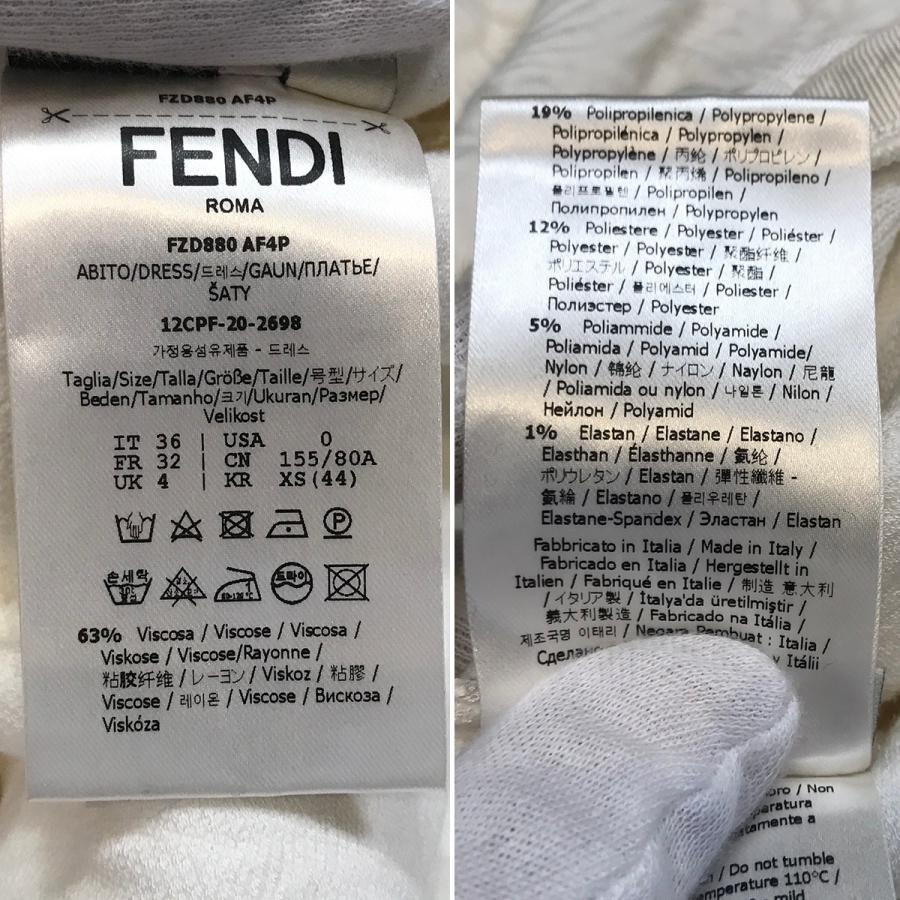 FZD880 AF4P
FENDI
ROMA
FZD880 AF4P
ABITO/DRESS/드레스/GAUN/ПЛАТЬЕ/
ŠATY
12CPF-20-2698
가정용섬유제품 - 드레스
Taglia/Size/Talla/Größe/Taille/号型/サイズ/
Beden/Tamanho/크기/Ukuran/Размер/
Velikost
IT 36 | USA 0
FR 32 | CN 155/80A
UK 4 | KR XS(44)
P
손세탁
드라이
63% Viscosa / Viscose / Viscosa /
Viskose / Viscose/Rayonne /
粘胶纤维 / レーヨン / Viskoz / 粘膠 /
Viscose / 레이온 / Viscose / Вискоза /
Viskóza
19% Polipropilenica / Polypropylene /
Polipropilénica / Polypropylen /
Polypropylène / 丙纶 / ポリプロピレン /
Polipropilen / 聚丙烯 / Polipropileno /
폴리프로필렌 / Polipropilen /
Полипропилен / Polypropylen
12% Poliestere / Polyester / Poliéster /
Polyester / Polyester / 聚酯纤维 /
ポリエステル / Polyester / 聚酯 /
Poliéster / 폴리에스터 / Poliester /
Полиэстер / Polyester
5% Poliammide / Polyamide /
Poliamida / Polyamid / Polyamide/
Nylon / 锦纶 / ナイロン / Naylon / 尼龍
/ Poliamida ou nylon / 나일론 / Nilon /
Нейлон / Polyamid
1% Elastan / Elastane / Elastano /
Elasthan / Élasthanne / 氨纶 /
ポリウレタン / Elastan / 彈性纖維 -
氨綸 / Elastano / 폴리우레탄 /
Elastane-Spandex / Эластан / Elastan
Fabbricato in Italia / Made in Italy /
Fabricado en Italia / Hergestellt in
Italien / Fabriqué en Italie / 制造 意大利
/ イタリア製 / İtalya'da üretilmiştir /
義大利製造 / Fabricado na Itália /
제조국명 이태리 / Negara Pembuat : Italia /
Itálii
/ Non
/ Do not tumble
110°C /
mild